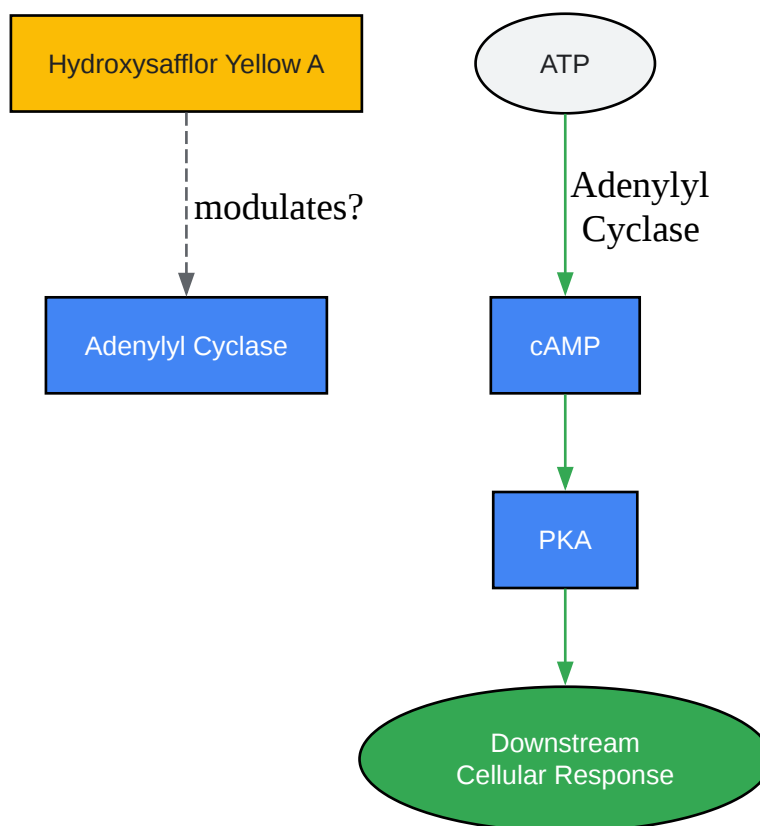 Hydroxysafflor Yellow A
modulates?
Adenylyl Cyclase
ATP
Adenylyl
Cyclase
cAMP
PKA
Downstream
Cellular Response